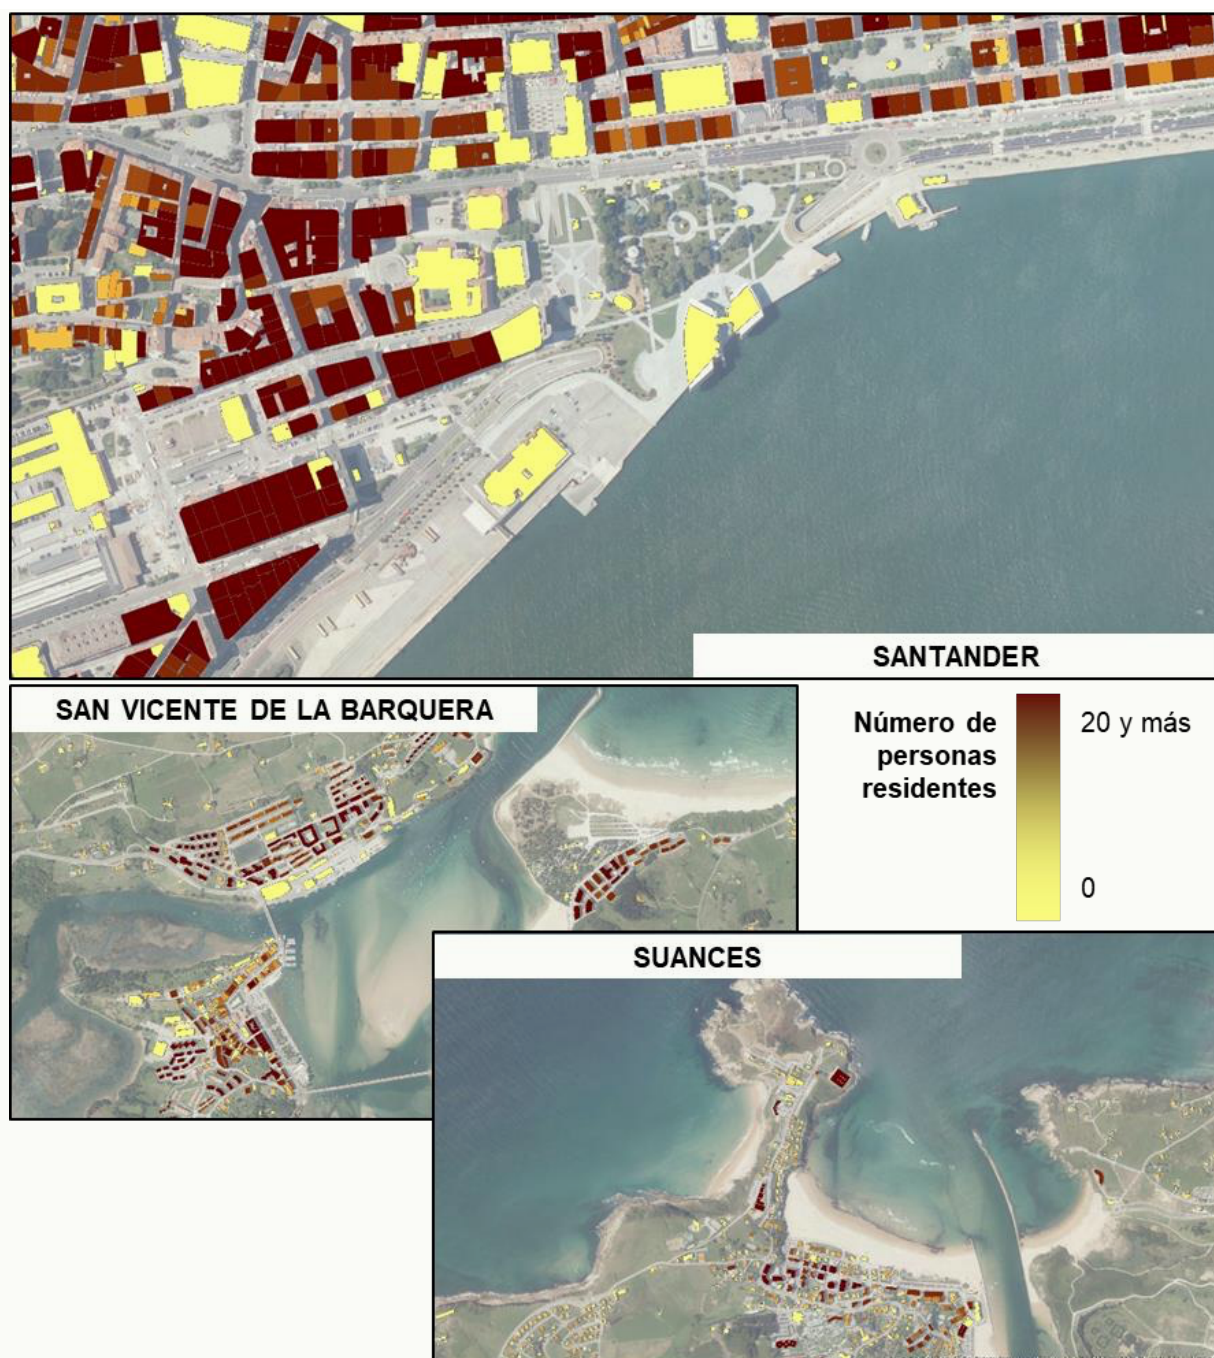 SANTANDER
SAN VICENTE DE LA BARQUERA
Número de
personas
residentes
20 y más
0
SUANCES